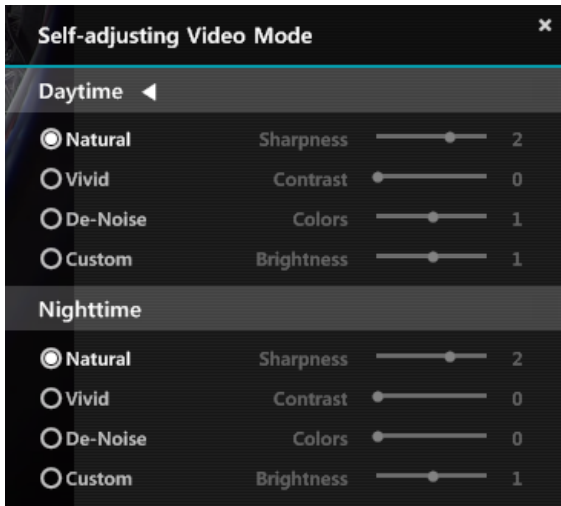 Self-adjusting Video Mode ×
Daytime ◀
Natural Sharpness 2
Vivid Contrast 0
De-Noise Colors 1
Custom Brightness 1
Nighttime
Natural Sharpness 2
Vivid Contrast 0
De-Noise Colors 0
Custom Brightness 1